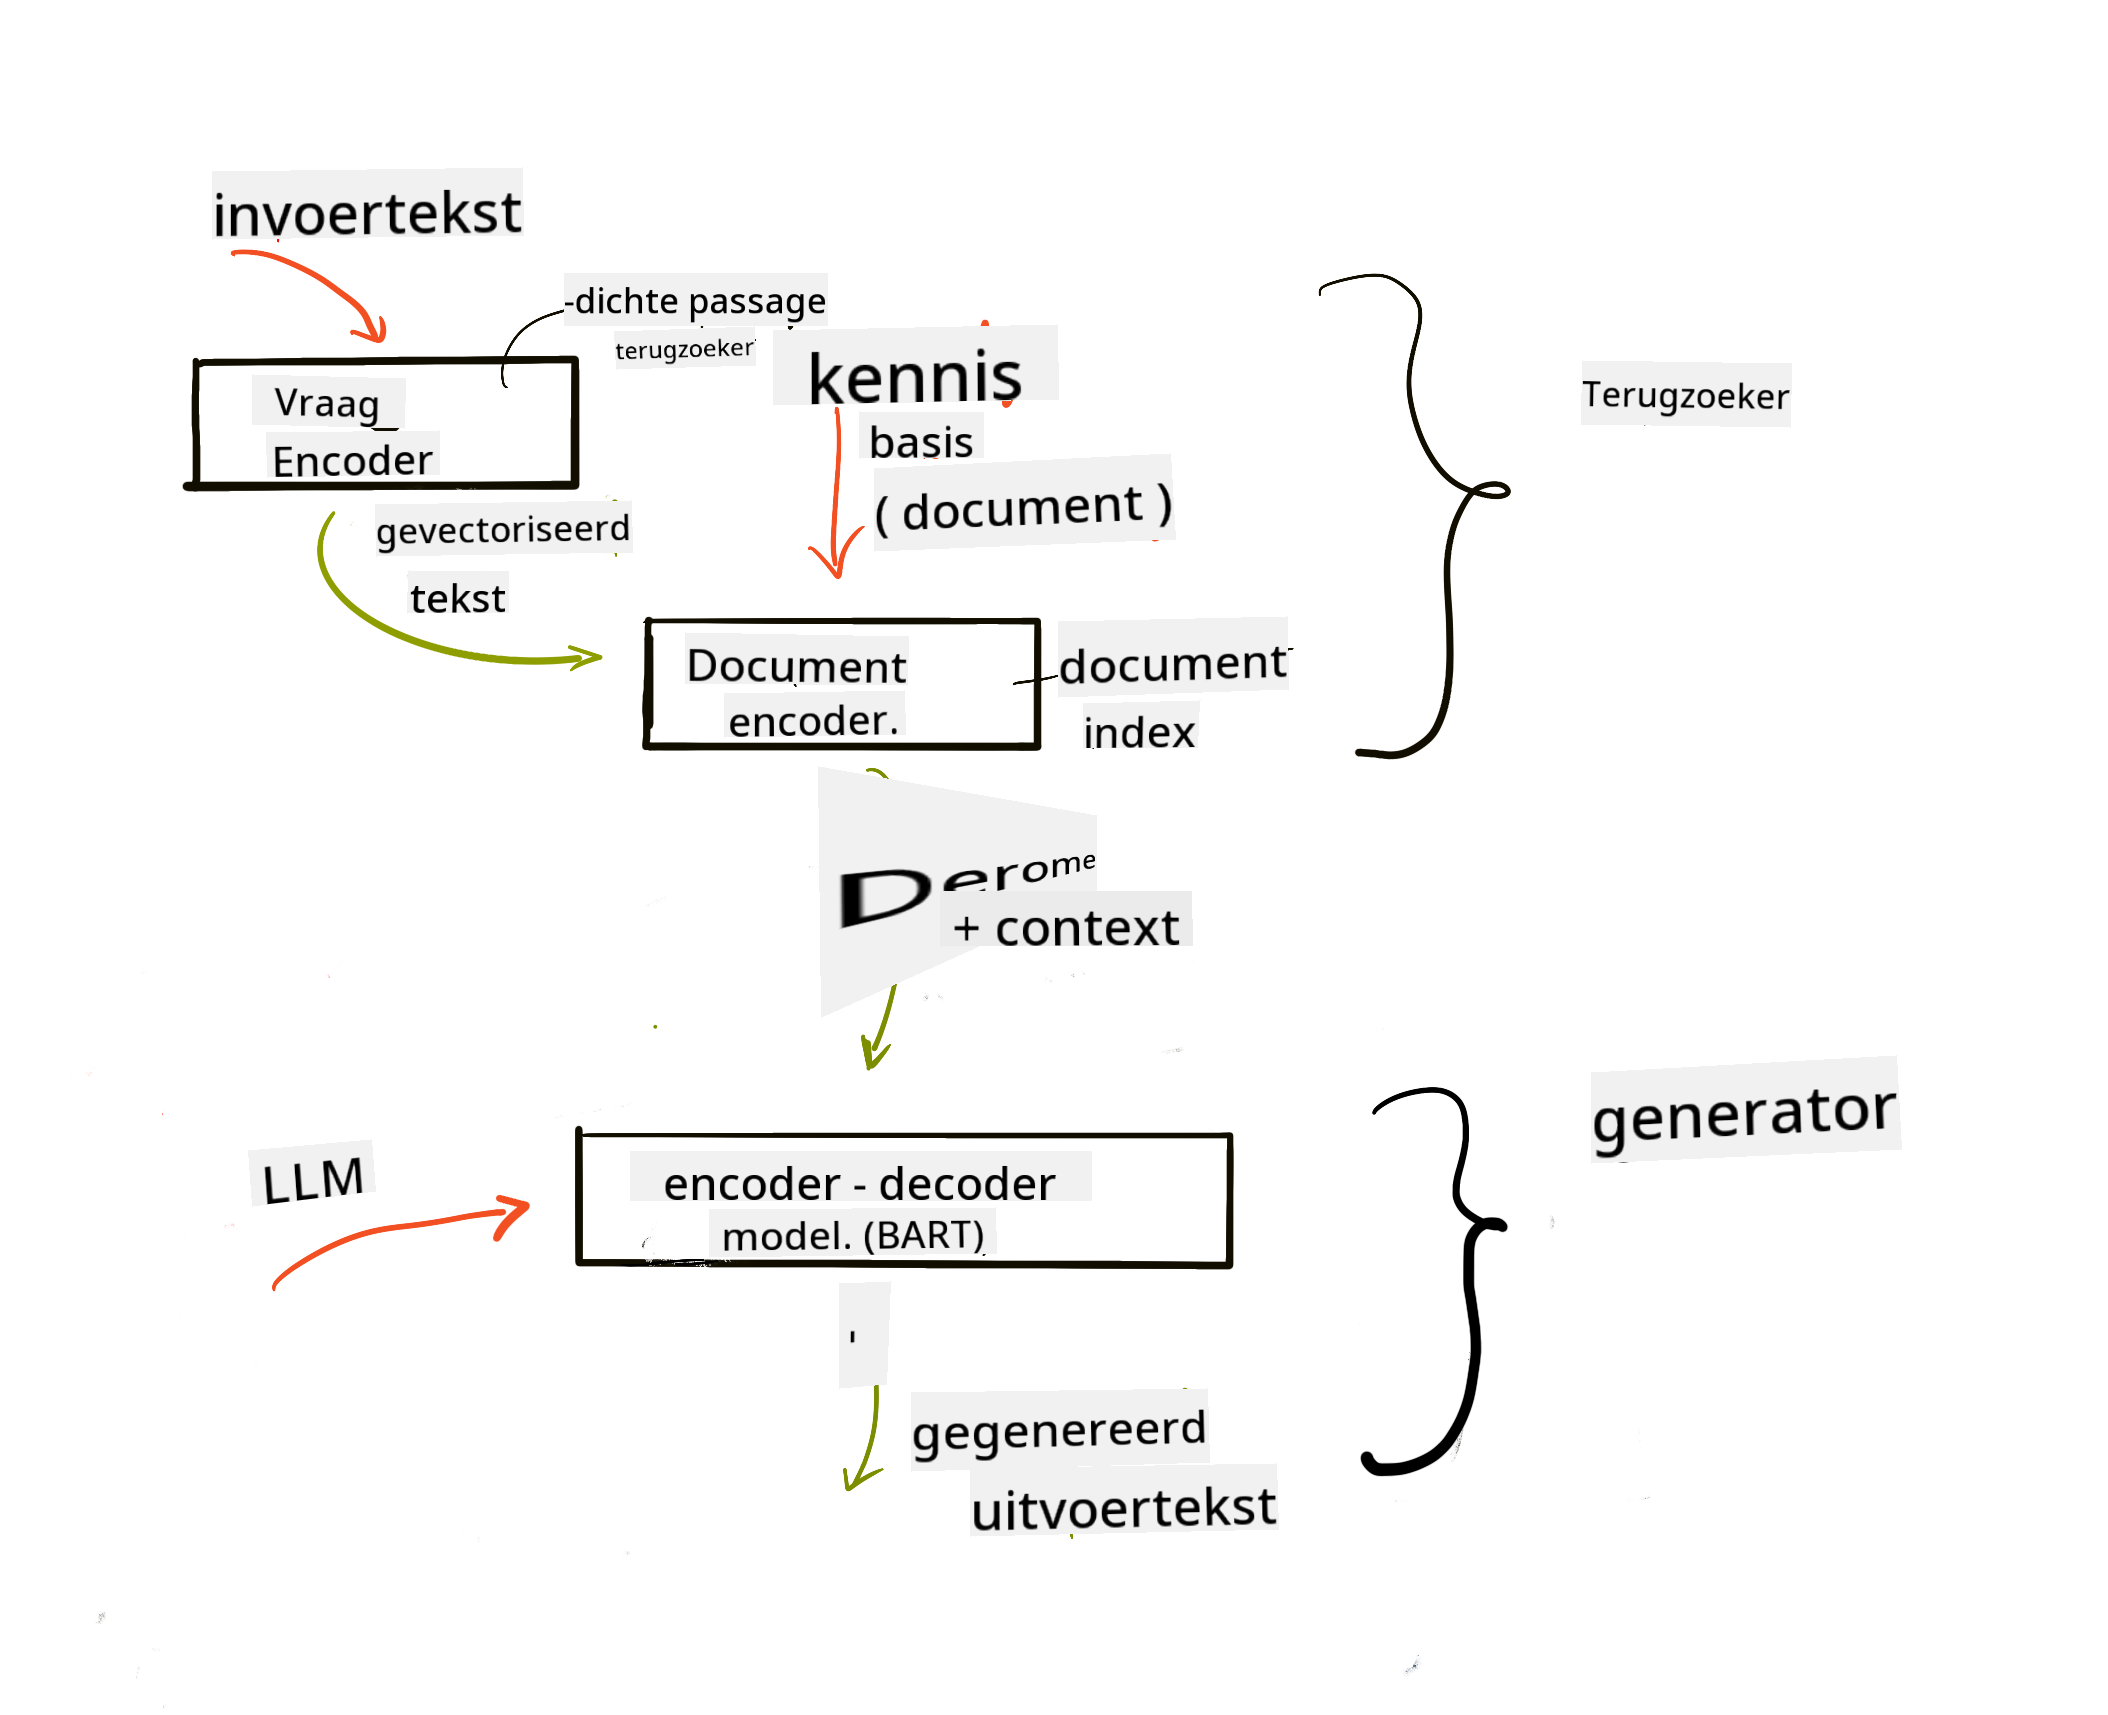 invoertekst
-dichte passage
terugzoeker
Vraag
Encoder
kennis
basis
( document )
Terugzoeker
gevectoriseerd
tekst
Document
encoder.
document
index
Derome
+ context
LLM
encoder - decoder
model. (BART)
generator
'
gegenereerd
uitvoertekst